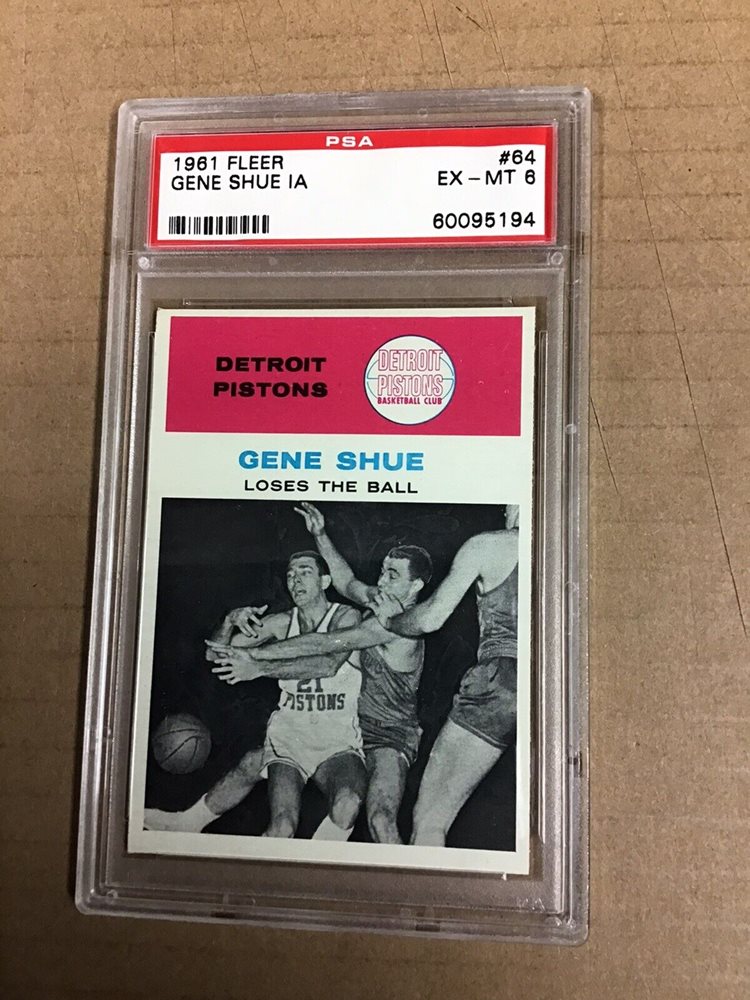 PSA
1961 FLEER #64
GENE SHUE IA EX - MT 6
60095194
DETROIT
PISTONS
DETROIT
PISTONS
BASKETBALL CLUB
GENE SHUE
LOSES THE BALL
21
PISTONS